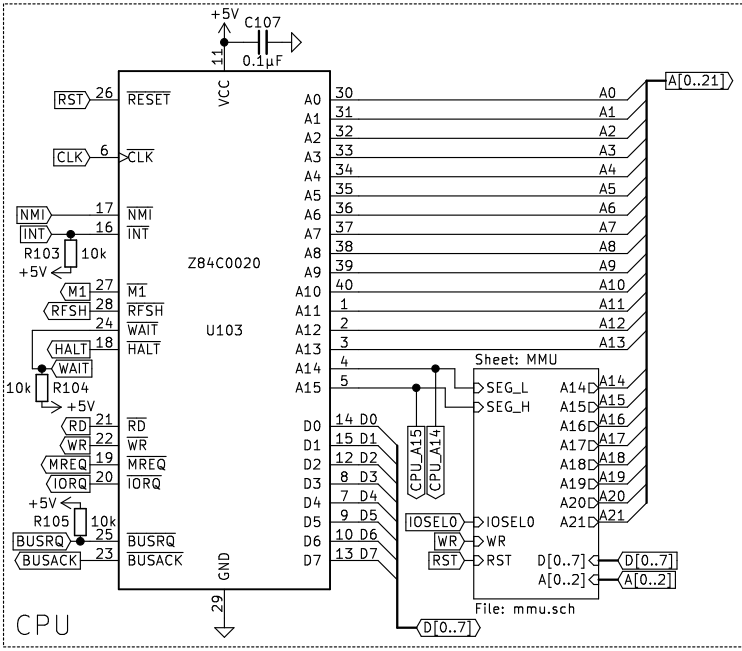 +5V
C107
0.1µF
11
VCC
RST 26 RESET
CLK 6 CLK
NMI 17 NMI
INT 16 INT
R103 10k
+5V
M1 27 M1
RFSH 28 RFSH
24 WAIT
HALT 18 HALT
WAIT
10k R104
+5V
RD 21 RD
WR 22 WR
MREQ 19 MREQ
IORQ 20 IORQ
+5V
R105 10k
BUSRQ 25 BUSRQ
BUSACK 23 BUSACK
GND
29
Z84C0020
U103
A0 30 A0
A1 31 A1
A2 32 A2
A3 33 A3
A4 34 A4
A5 35 A5
A6 36 A6
A7 37 A7
A8 38 A8
A9 39 A9
A10 40 A10
A11 1 A11
A12 2 A12
A13 3 A13
A14 4
A15 5
D0 14 D0
D1 15 D1
D2 12 D2
D3 8 D3
D4 7 D4
D5 9 D5
D6 10 D6
D7 13 D7
D[0..7]
CPU_A15
CPU_A14
A[0..21]
Sheet: MMU
SEG_L
SEG_H
A14 A14
A15 A15
A16 A16
A17 A17
A18 A18
A19 A19
A20 A20
A21 A21
IOSEL0 IOSEL0
WR WR
RST RST
D[0..7] D[0..7]
A[0..2] A[0..2]
File: mmu.sch
CPU